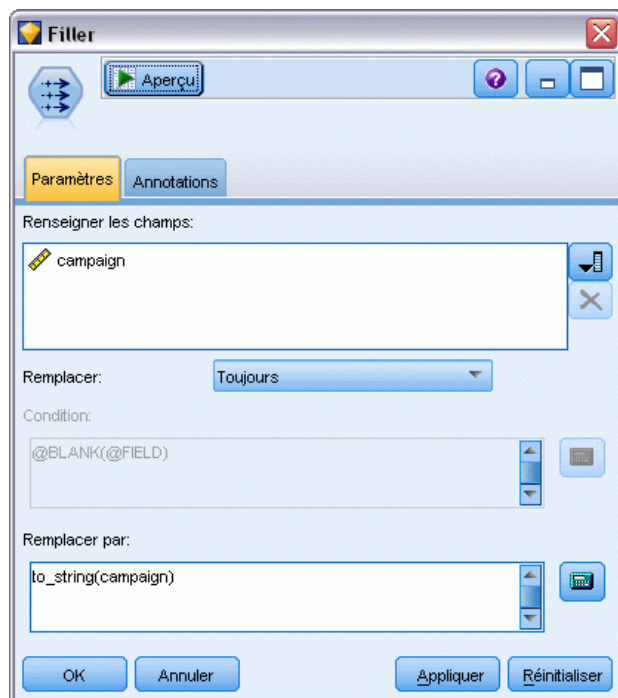 Filler
Aperçu
Paramètres
Annotations
Renseigner les champs:
campaign
Remplacer:
Toujours
Condition:
@BLANK(@FIELD)
Remplacer par:
to_string(campaign)
OK
Annuler
Appliquer
Réinitialiser